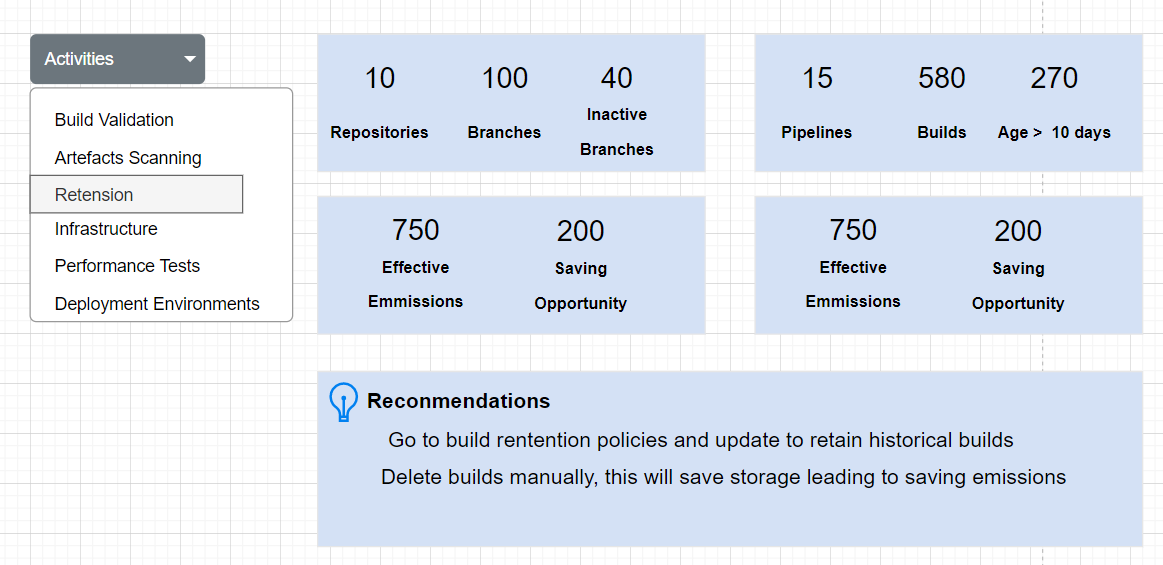 Activities
Build Validation
Artefacts Scanning
Retension
Infrastructure
Performance Tests
Deployment Environments
10 100 40
Repositories Branches Inactive
Branches
15 580 270
Pipelines Builds Age > 10 days
750 200
Effective Saving
Emmissions Opportunity
750 200
Effective Saving
Emmissions Opportunity
Reconmendations
Go to build rentention policies and update to retain historical builds
Delete builds manually, this will save storage leading to saving emissions